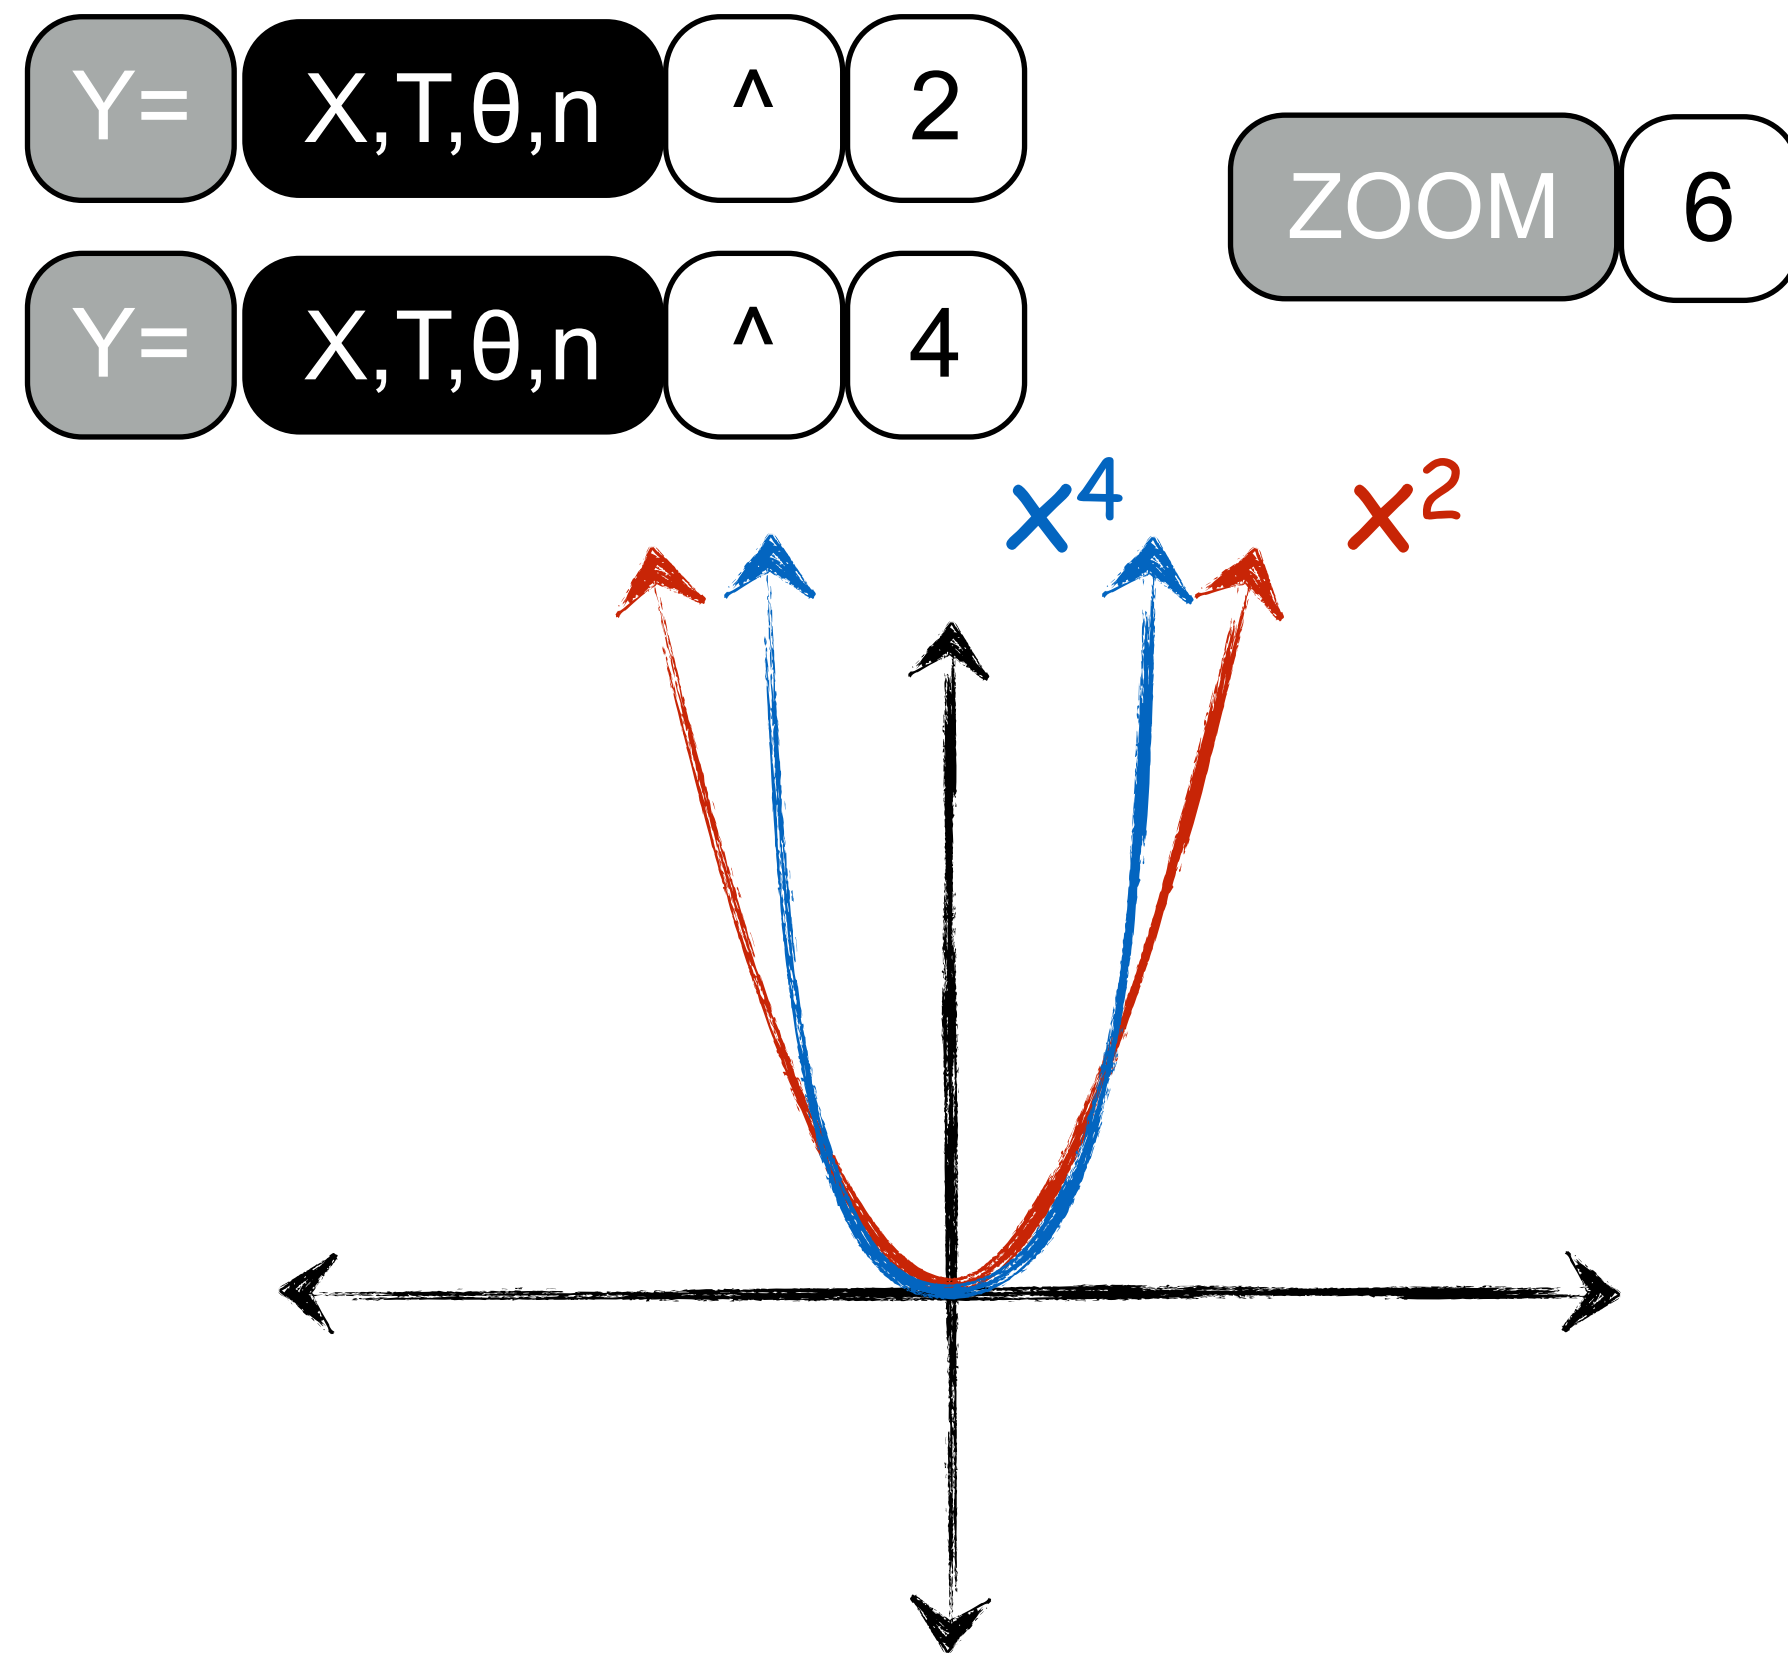 Y= X,T,θ,n ^ 2
ZOOM 6
Y= X,T,θ,n ^ 4
x⁴ x²